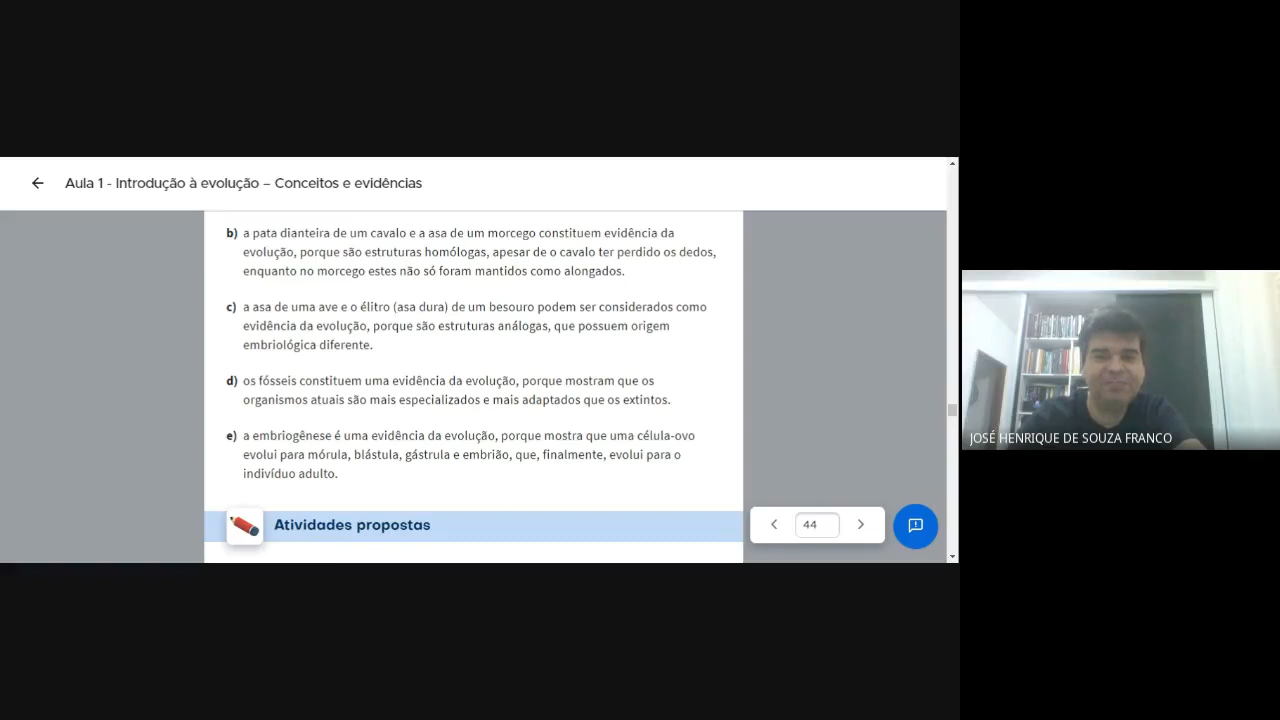 Aula 1 - Introdução à evolução – Conceitos e evidências
b) a pata dianteira de um cavalo e a asa de um morcego constituem evidência da
evolução, porque são estruturas homólogas, apesar de o cavalo ter perdido os dedos,
enquanto no morcego estes não só foram mantidos como alongados.
c) a asa de uma ave e o élitro (asa dura) de um besouro podem ser considerados como
evidência da evolução, porque são estruturas análogas, que possuem origem
embriológica diferente.
d) os fósseis constituem uma evidência da evolução, porque mostram que os
organismos atuais são mais especializados e mais adaptados que os extintos.
e) a embriogênese é uma evidência da evolução, porque mostra que uma célula-ovo
evolui para mórula, blástula, gástrula e embrião, que, finalmente, evolui para o
indivíduo adulto.
Atividades propostas
44
JOSÉ HENRIQUE DE SOUZA FRANCO